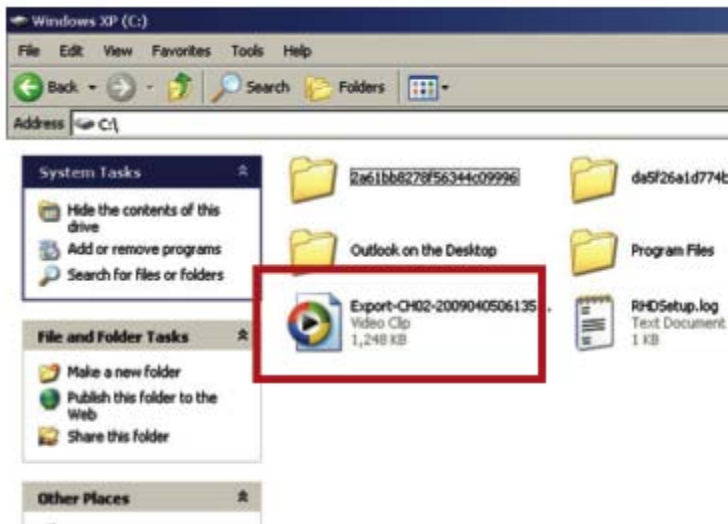 Windows XP (C:)
File Edit View Favorites Tools Help
Back Search Folders
Address C:\
System Tasks
Hide the contents of this
drive
Add or remove programs
Search for files or folders
File and Folder Tasks
Make a new folder
Publish this folder to the
Web
Share this folder
Other Places
2a61bb8278f56344c09996
da5f26a1d774b
Outlook on the Desktop
Program Files
Export-CH02-2009040506135...
Video Clip
1,248 KB
RHDSetup.log
Text Document
1 KB